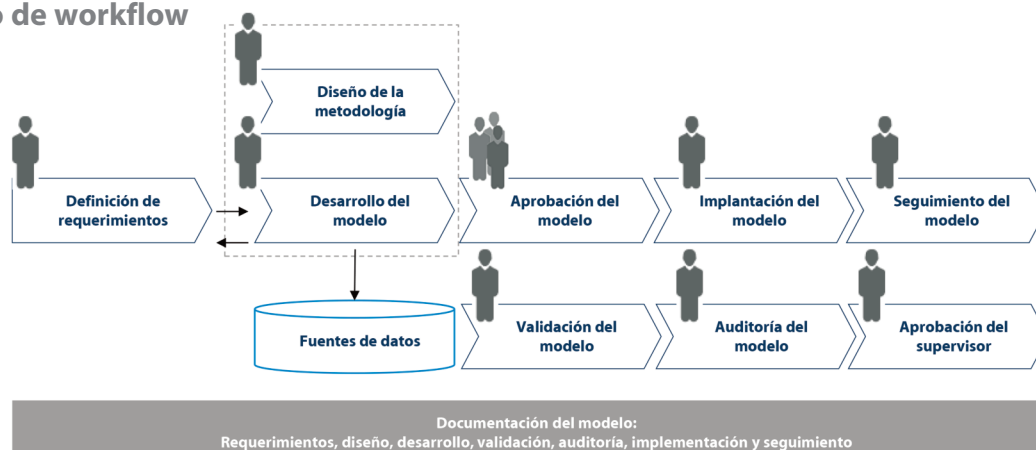 o de workflow
Diseño de la
metodología
Definición de
requerimientos
Desarrollo del
modelo
Aprobación del
modelo
Implantación del
modelo
Seguimiento del
modelo
Fuentes de datos
Validación del
modelo
Auditoría del
modelo
Aprobación del
supervisor
Documentación del modelo:
Requerimientos, diseño, desarrollo, validación, auditoría, implementación y seguimiento